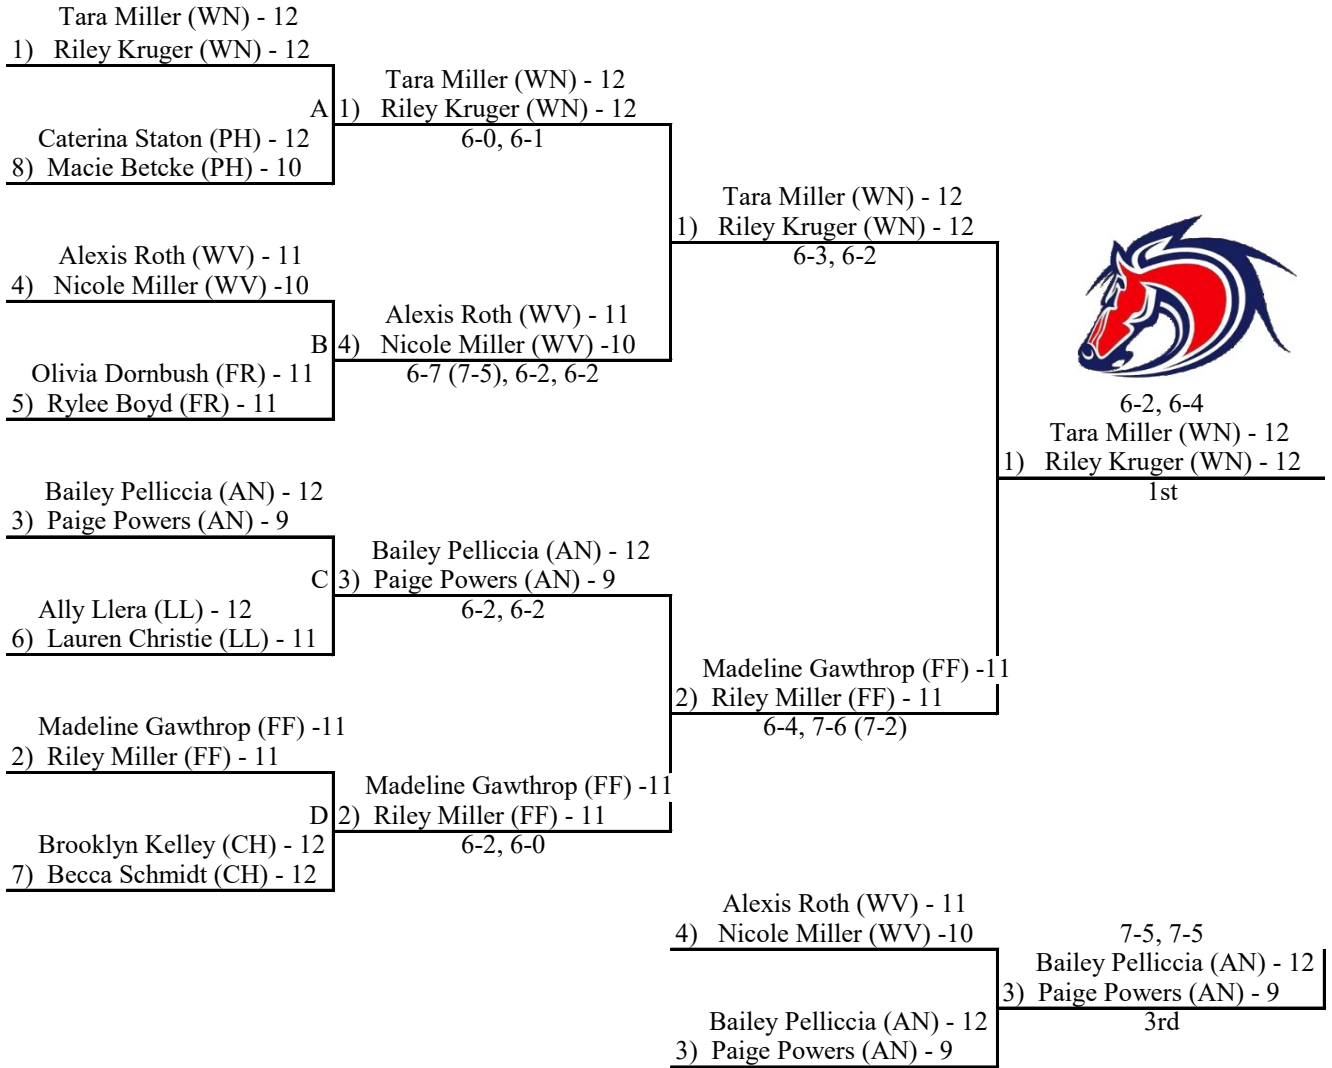 Tara Miller (WN) - 12
1) Riley Kruger (WN) - 12
A
Caterina Staton (PH) - 12
8) Macie Betcke (PH) - 10
Alexis Roth (WV) - 11
4) Nicole Miller (WV) -10
B
Olivia Dornbush (FR) - 11
5) Rylee Boyd (FR) - 11
Bailey Pelliccia (AN) - 12
3) Paige Powers (AN) - 9
C
Ally Llera (LL) - 12
6) Lauren Christie (LL) - 11
Madeline Gawthrop (FF) -11
2) Riley Miller (FF) - 11
D
Brooklyn Kelley (CH) - 12
7) Becca Schmidt (CH) - 12
Tara Miller (WN) - 12
1) Riley Kruger (WN) - 12
6-0, 6-1
Alexis Roth (WV) - 11
4) Nicole Miller (WV) -10
6-7 (7-5), 6-2, 6-2
Bailey Pelliccia (AN) - 12
3) Paige Powers (AN) - 9
6-2, 6-2
Madeline Gawthrop (FF) -11
2) Riley Miller (FF) - 11
6-2, 6-0
Tara Miller (WN) - 12
1) Riley Kruger (WN) - 12
6-3, 6-2
Madeline Gawthrop (FF) -11
2) Riley Miller (FF) - 11
6-4, 7-6 (7-2)
6-2, 6-4
Tara Miller (WN) - 12
1) Riley Kruger (WN) - 12
1st
Alexis Roth (WV) - 11
4) Nicole Miller (WV) -10
Bailey Pelliccia (AN) - 12
3) Paige Powers (AN) - 9
7-5, 7-5
Bailey Pelliccia (AN) - 12
3) Paige Powers (AN) - 9
3rd